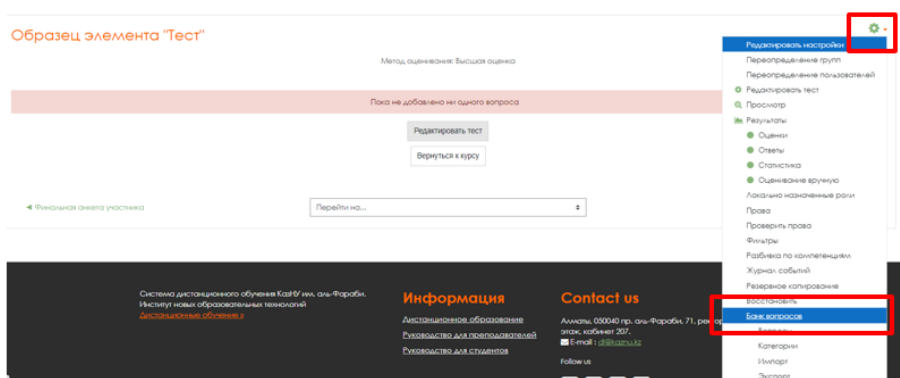 Образец элемента "Тест"
Метод оценивания: Высшая оценка
Пока не добавлено ни одного вопроса
Редактировать тест
Вернуться к курсу
◄ Финальная анкета участника
Перейти на...
Редактировать настройки
Переопределение групп
Переопределение пользователей
Редактировать тест
Просмотр
Результаты
Оценки
Ответы
Статистика
Оценивание вручную
Локально назначенные роли
Права
Проверить права
Фильтры
Разбивка по компетенциям
Журнал событий
Резервное копирование
Восстановить
Банк вопросов
Вопросы
Категории
Импорт
Экспорт
Система дистанционного обучения КазНУ им. аль-Фараби.
Институт новых образовательных технологий
Дистанционные обучение в
Информация
Дистанционное образование
Руководство для преподавателей
Руководство для студентов
Contact us
Алматы, 050040 пр. аль-Фараби, 71,
этаж, кабинет 207.
E-mail : dl@kaznu.kz
Follow us